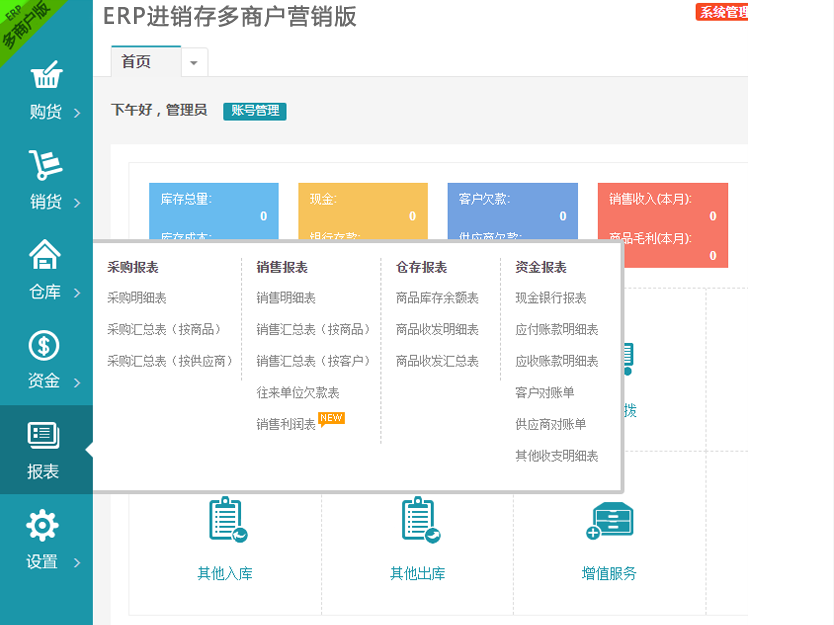 ERP
多商户版
ERP进销存多商户营销版
系统管理
首页
下午好，管理员 账号管理
购货
销货
仓库
资金
报表
设置
库存总量:
0
库存成本:
现金:
0
银行存款:
客户欠款:
0
供应商欠款:
销售收入(本月):
0
商品毛利(本月):
0
采购报表
采购明细表
采购汇总表（按商品）
采购汇总表（按供应商）
销售报表
销售明细表
销售汇总表（按商品）
销售汇总表（按客户）
往来单位欠款表
销售利润表 NEW
仓存报表
商品库存余额表
商品收发明细表
商品收发汇总表
资金报表
现金银行报表
应付账款明细表
应收账款明细表
客户对账单
供应商对账单
其他收支明细表
拨
其他入库
其他出库
增值服务